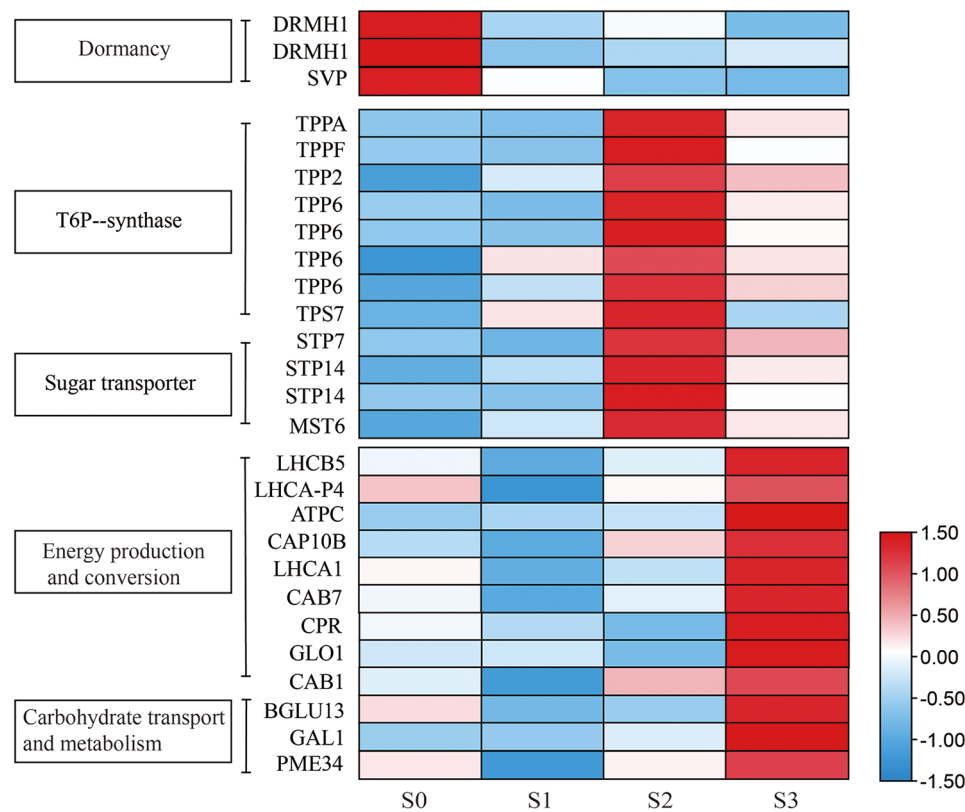 Dormancy
DRMH1
DRMH1
SVP
T6P--synthase
TPPA
TPPF
TPP2
TPP6
TPP6
TPP6
TPP6
TPS7
Sugar transporter
STP7
STP14
STP14
MST6
Energy production
and conversion
LHCB5
LHCA-P4
ATPC
CAP10B
LHCA1
CAB7
CPR
GLO1
CAB1
Carbohydrate transport
and metabolism
BGLU13
GAL1
PME34
S0 S1 S2 S3
1.50
1.00
0.50
0.00
-0.50
-1.00
-1.50